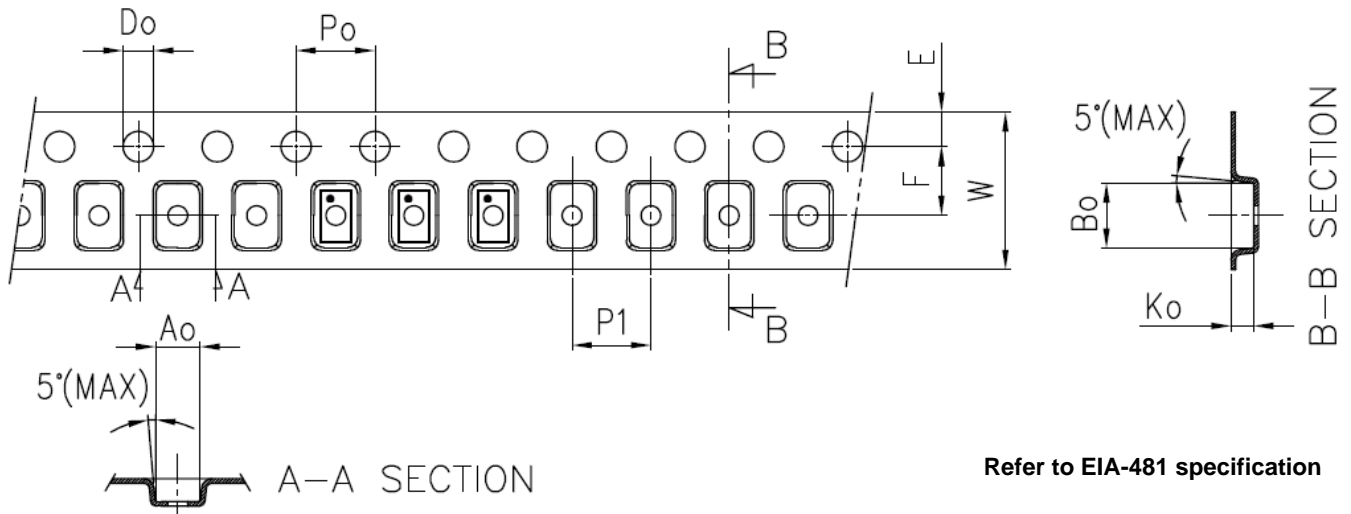 Do
Po
B
E
5°(MAX)
F
W
Bo
A
A
P1
B
Ko
B-B SECTION
Ao
5°(MAX)
A-A SECTION
Refer to EIA-481 specification